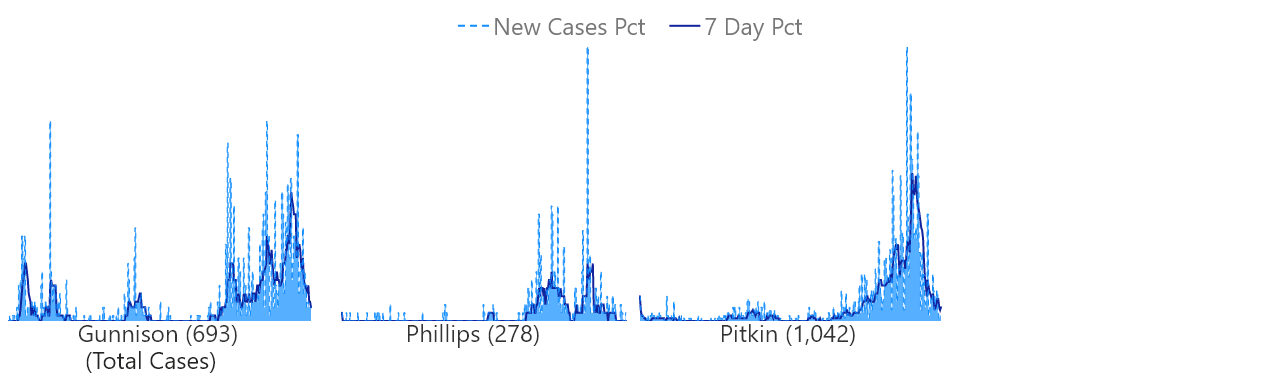 New Cases Pct 7 Day Pct
Gunnison (693) Phillips (278) Pitkin (1,042)
(Total Cases)